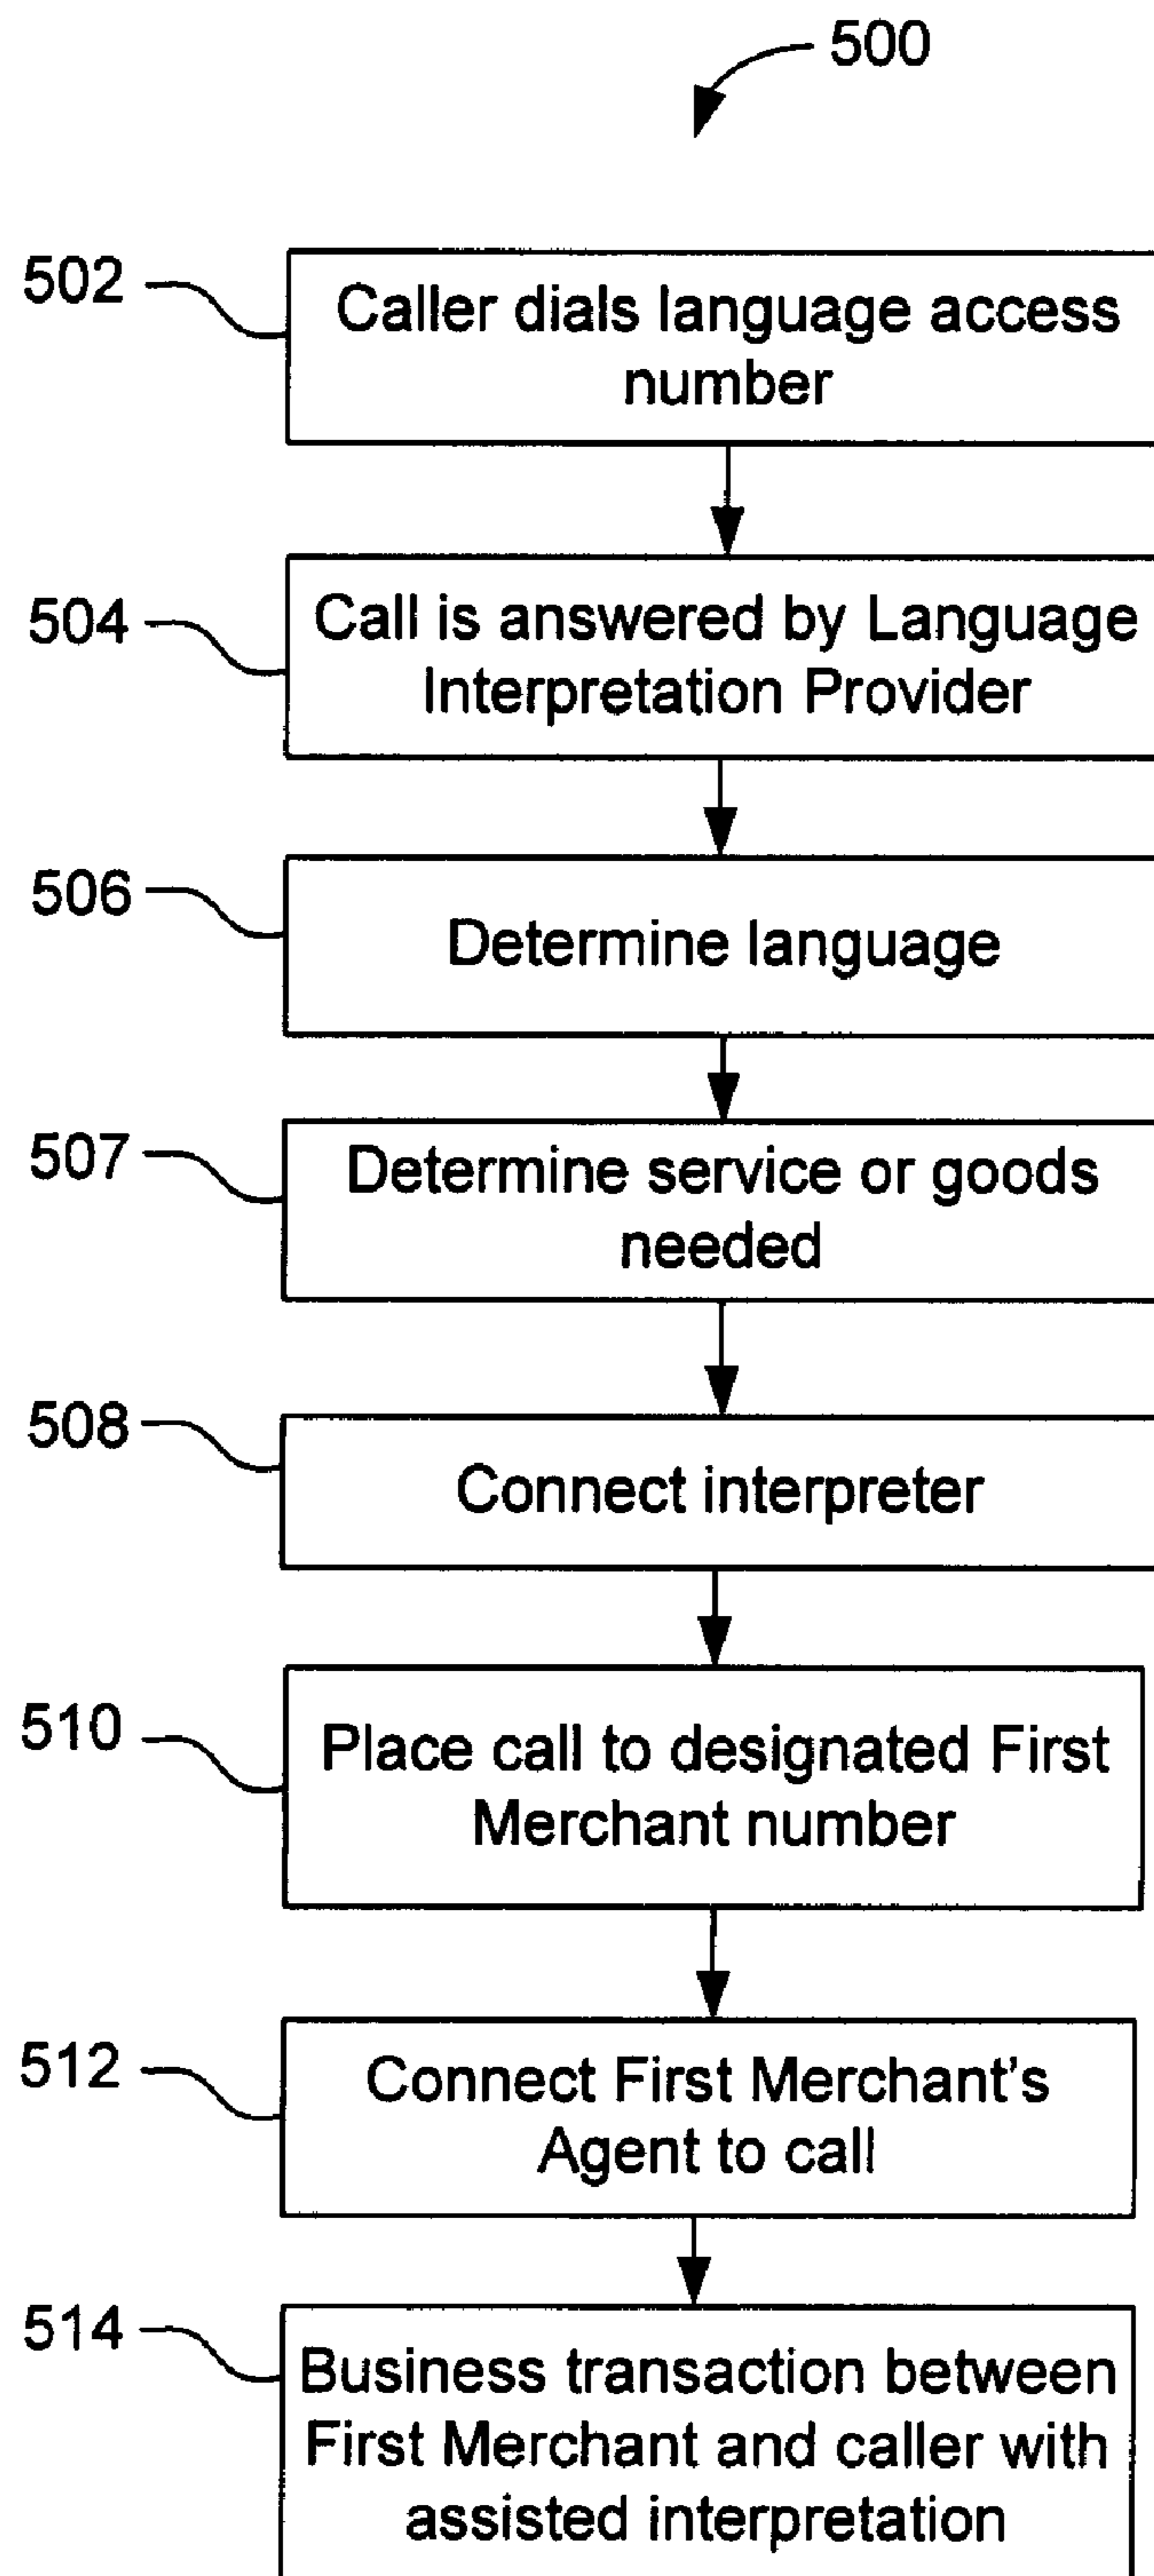 500
502
Caller dials language access
number
504
Call is answered by Language
Interpretation Provider
506
Determine language
507
Determine service or goods
needed
508
Connect interpreter
510
Place call to designated First
Merchant number
512
Connect First Merchant's
Agent to call
514
Business transaction between
First Merchant and caller with
assisted interpretation